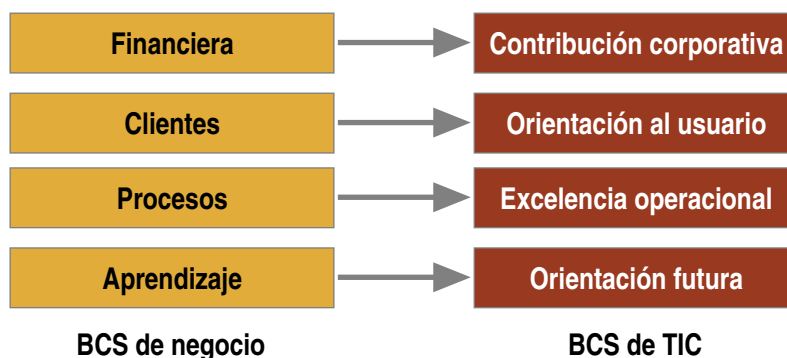 Financiera
Contribución corporativa
Clientes
Orientación al usuario
Procesos
Excelencia operacional
Aprendizaje
Orientación futura
BCS de negocio
BCS de TIC